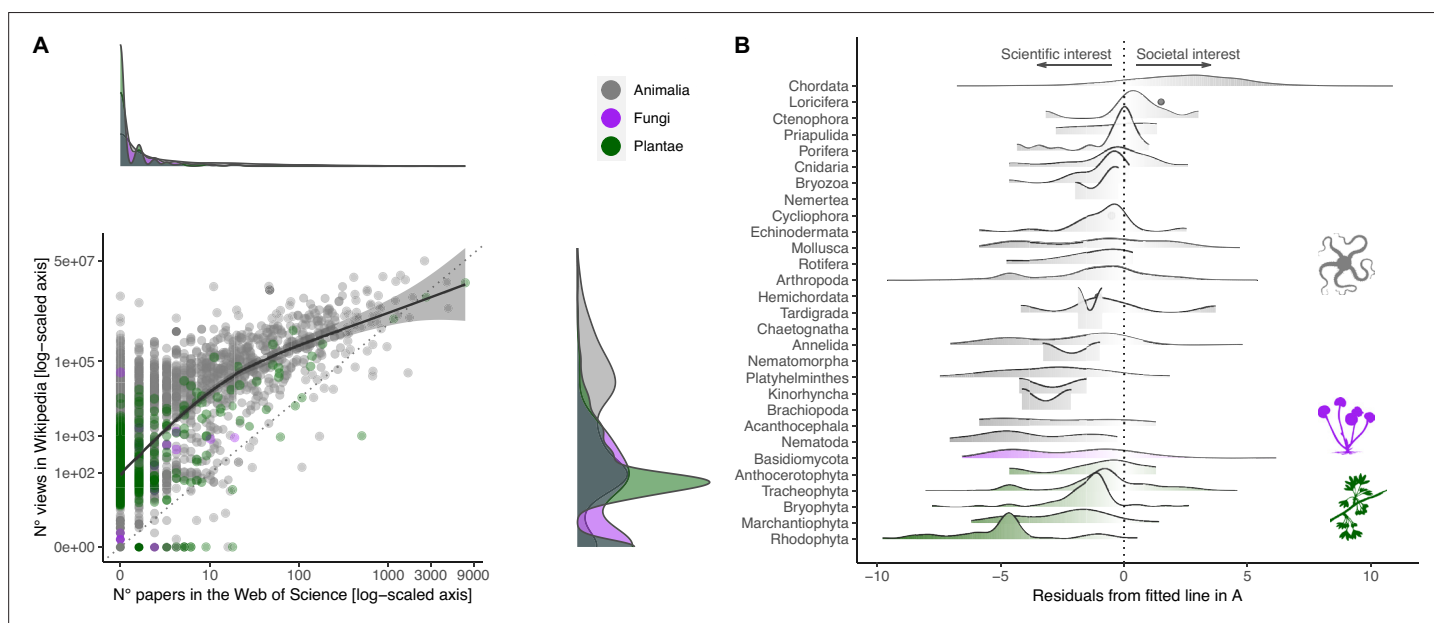 A
Animalia
Fungi
Plantae
N° views in Wikipedia [log−scaled axis]
5e+07
1e+05
1e+03
1e+02
0e+00
0
10
100
1000
3000
9000
N° papers in the Web of Science [log−scaled axis]
B
Scientific interest
Societal interest
Chordata
Loricifera
Ctenophora
Priapulida
Porifera
Cnidaria
Bryozoa
Nemertea
Cycliophora
Echinodermata
Mollusca
Rotifera
Arthropoda
Hemichordata
Tardigrada
Chaetognatha
Annelida
Nematomorpha
Platyhelminthes
Kinorhyncha
Brachiopoda
Acanthocephala
Nematoda
Basidiomycota
Anthocerotophyta
Tracheophyta
Bryophyta
Marchantiophyta
Rhodophyta
−10
−5
0
5
10
Residuals from fitted line in A